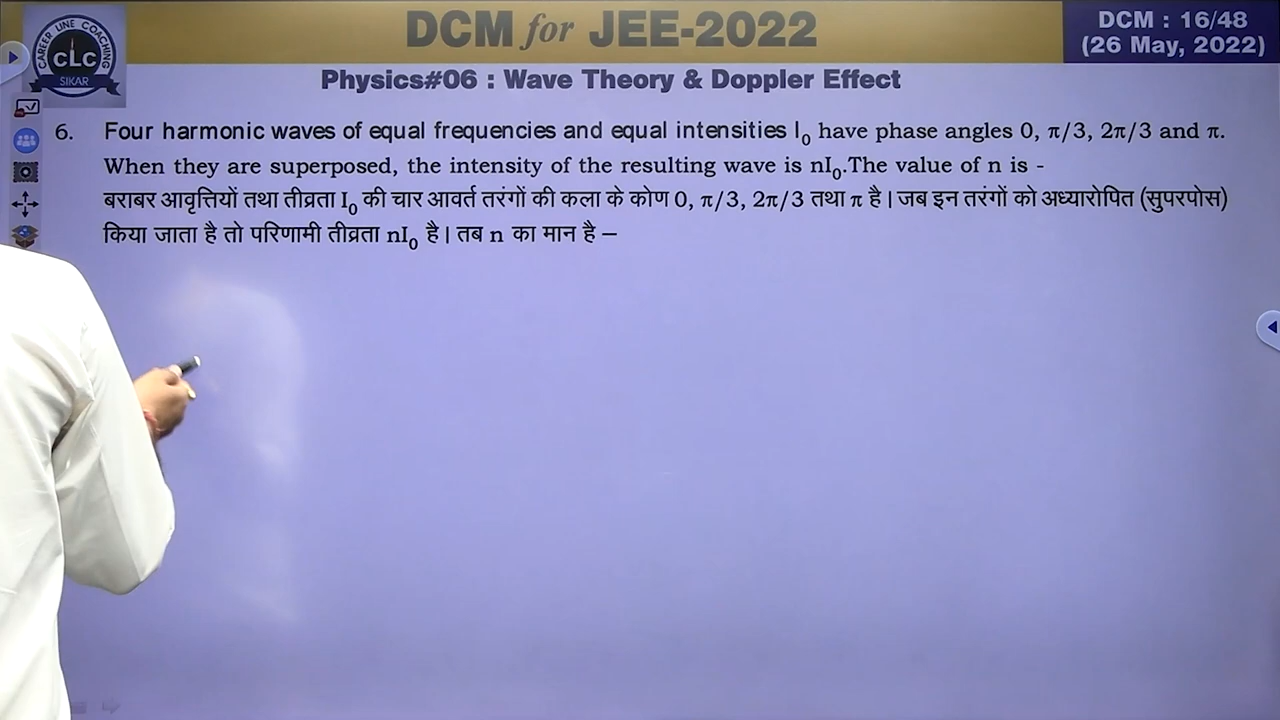 DCM for JEE-2022
DCM : 16/48
(26 May, 2022)
CAREER LINE COACHING
CLC
SIKAR
Physics#06 : Wave Theory & Doppler Effect
6. Four harmonic waves of equal frequencies and equal intensities I₀ have phase angles 0, π/3, 2π/3 and π.
When they are superposed, the intensity of the resulting wave is nI₀.The value of n is -
बराबर आवृत्तियों तथा तीव्रता I₀ की चार आवर्त तरंगों की कला के कोण 0, π/3, 2π/3 तथा π है। जब इन तरंगों को अध्यारोपित (सुपरपोस)
किया जाता है तो परिणामी तीव्रता nI₀ है। तब n का मान है –